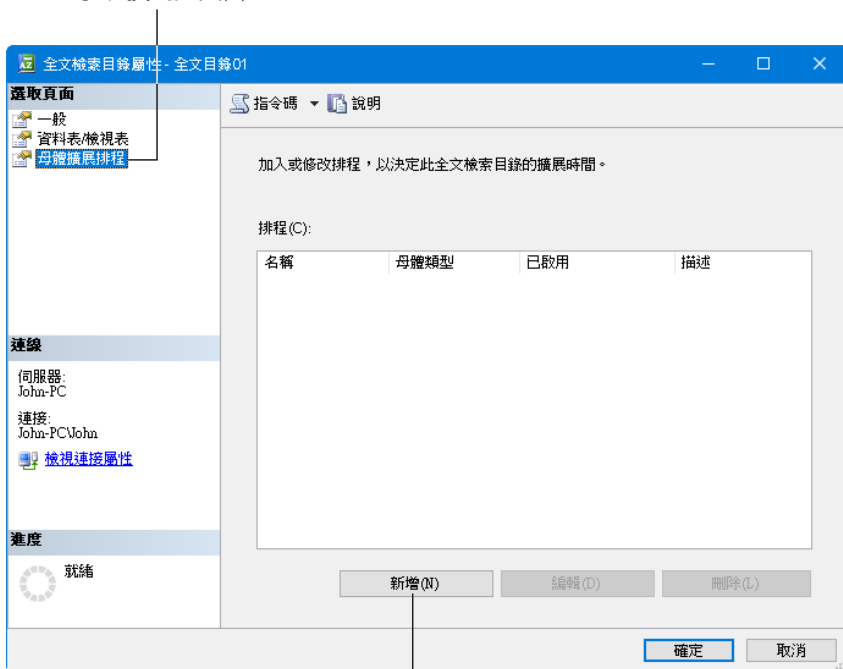 全文檢索目錄屬性 - 全文目錄01
選取頁面
一般
資料表/檢視表
母體擴展排程
指令碼
說明
加入或修改排程，以決定此全文檢索目錄的擴展時間。
排程(C):
名稱 母體類型 已啟用 描述
連線
伺服器:
John-PC
連接:
John-PC\John
檢視連接屬性
進度
就緒
新增(N) 編輯(D) 刪除(L)
確定 取消